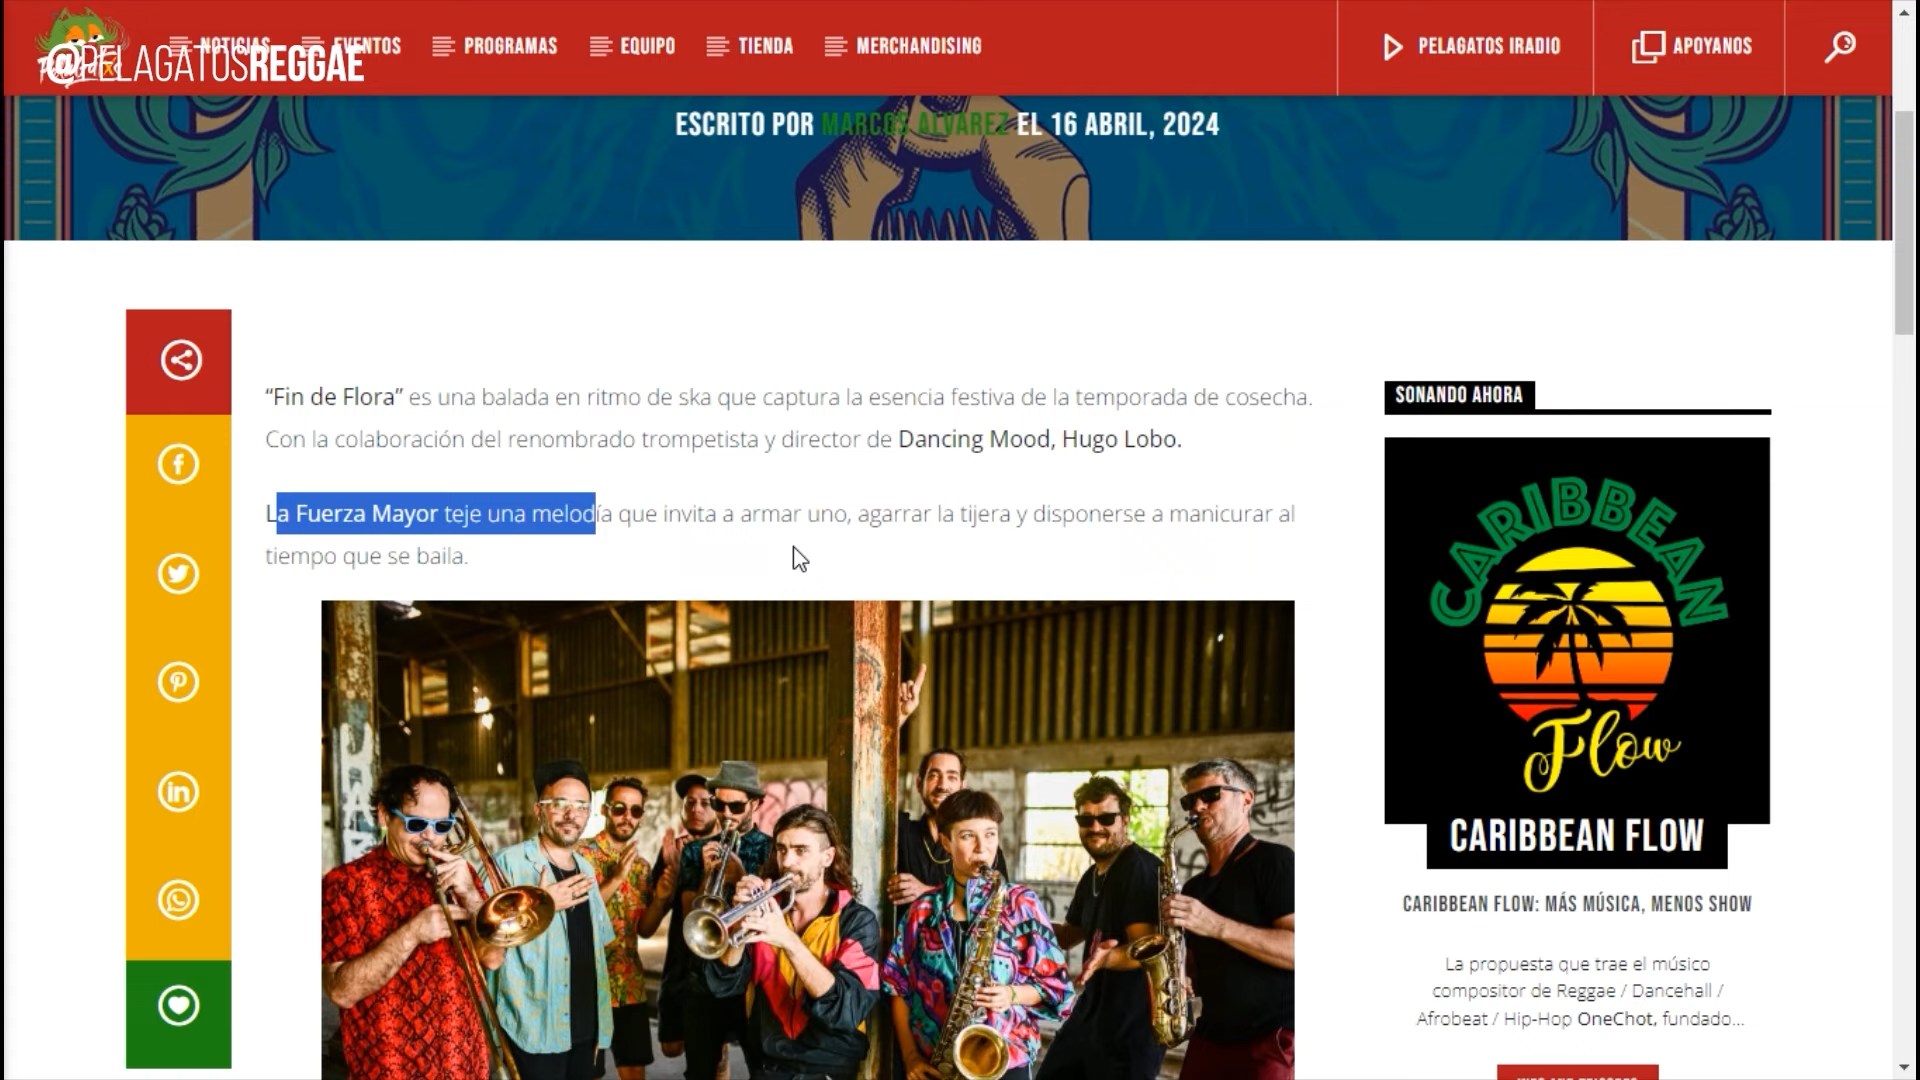 NOTICIAS
EVENTOS
PROGRAMAS
EQUIPO
TIENDA
MERCHANDISING
PELAGATOS IRADIO
APOYANOS
@PELAGATOSREGGAE
ESCRITO POR MARCOS ALVAREZ EL 16 ABRIL, 2024
“Fin de Flora” es una balada en ritmo de ska que captura la esencia festiva de la temporada de cosecha.
Con la colaboración del renombrado trompetista y director de Dancing Mood, Hugo Lobo.
La Fuerza Mayor teje una melodía que invita a armar uno, agarrar la tijera y disponerse a manicurar al
tiempo que se baila.
SONANDO AHORA
CARIBBEAN
Flow
CARIBBEAN FLOW
CARIBBEAN FLOW: MÁS MÚSICA, MENOS SHOW
La propuesta que trae el músico
compositor de Reggae / Dancehall /
Afrobeat / Hip-Hop OneChot, fundado...